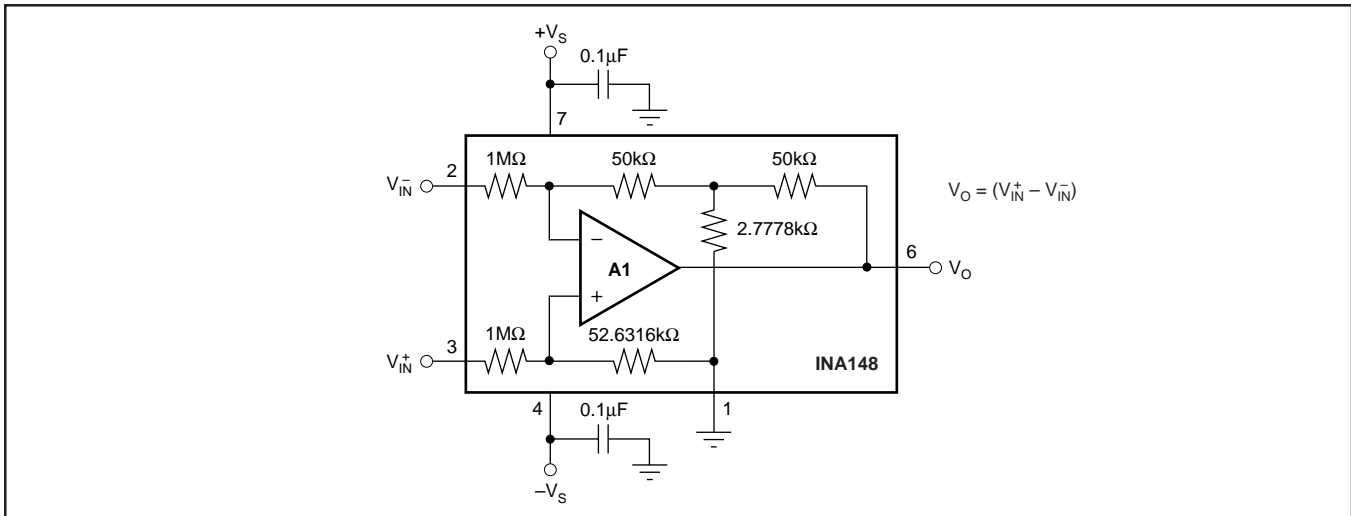 +V_S
0.1μF
7
1MΩ
50kΩ
50kΩ
2
V_IN^–
V_O = (V_IN^+ – V_IN^–)
2.7778kΩ
–
A1
6
V_O
+
1MΩ
52.6316kΩ
3
V_IN^+
INA148
4
0.1μF
1
–V_S